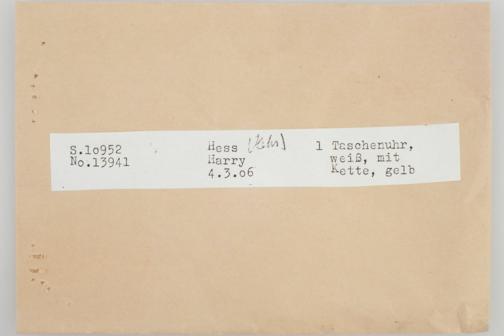 S.1o952
No.13941
Hess
Harry
4.3.o6
1 Taschenuhr,
weiß, mit
Kette, gelb